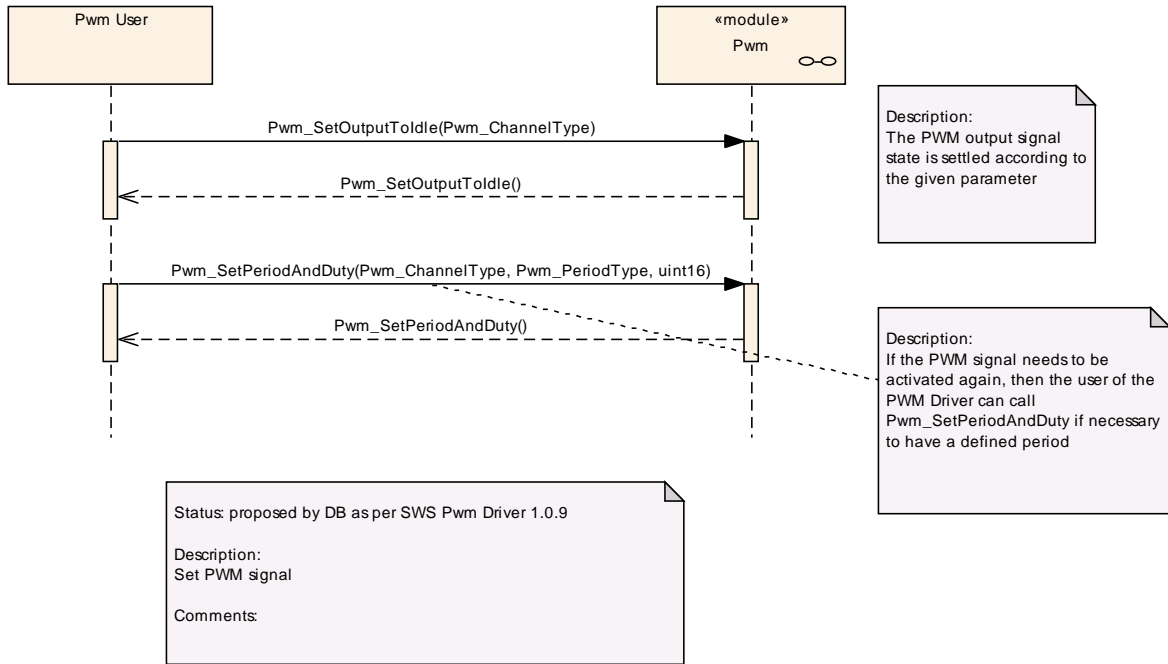 Pwm User
«module»
Pwm
Description:
The PWM output signal
state is settled according to
the given parameter
Pwm_SetOutputToIdle(Pwm_ChannelType)
Pwm_SetOutputToIdle()
Pwm_SetPeriodAndDuty(Pwm_ChannelType, Pwm_PeriodType, uint16)
Pwm_SetPeriodAndDuty()
Description:
If the PWM signal needs to be
activated again, then the user of the
PWM Driver can call
Pwm_SetPeriodAndDuty if necessary
to have a defined period
Status: proposed by DB as per SWS Pwm Driver 1.0.9
Description:
Set PWM signal
Comments: